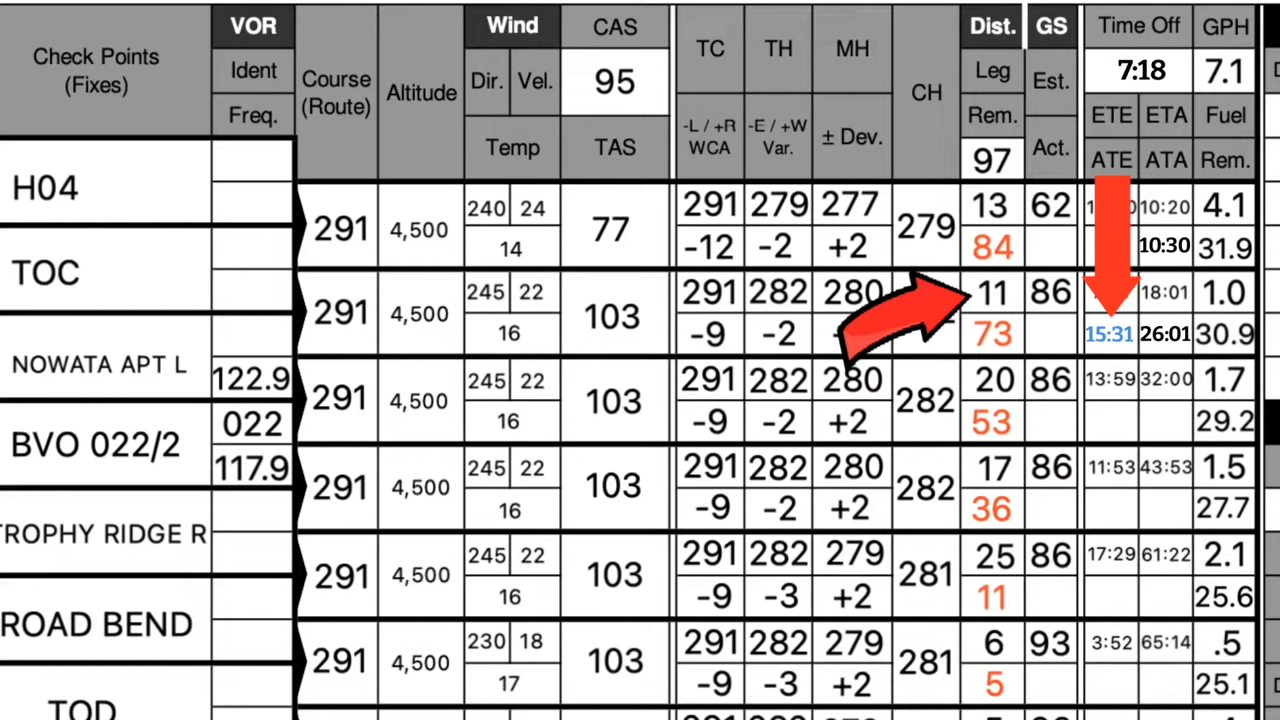 Check Points
(Fixes)
VOR
Ident
Freq.
Course
(Route)
Altitude
Wind
Dir. Vel.
Temp
CAS
95
TAS
TC TH MH
-L / +R
WCA
-E / +W
Var.
± Dev.
CH
Dist.
Leg
Rem.
97
GS
Est.
Act.
Time Off
7:18
ETE ETA
ATE ATA
GPH
7.1
Fuel
Rem.
H04
291 4,500 240 24 77 291 279 277 279 13 62 10:20 4.1
14 -12 -2 +2 84 10:30 31.9
TOC
291 4,500 245 22 103 291 282 280 11 86 18:01 1.0
16 -9 -2 73 15:31 26:01 30.9
NOWATA APT L
122.9
291 4,500 245 22 103 291 282 280 282 20 86 13:59 32:00 1.7
16 -9 -2 +2 53 29.2
BVO 022/2
022
117.9
291 4,500 245 22 103 291 282 280 282 17 86 11:53 43:53 1.5
16 -9 -2 +2 36 27.7
TROPHY RIDGE R
291 4,500 245 22 103 291 282 279 281 25 86 17:29 61:22 2.1
16 -9 -3 +2 11 25.6
ROAD BEND
291 4,500 230 18 103 291 282 279 281 6 93 3:52 65:14 .5
17 -9 -3 +2 5 25.1
TOD